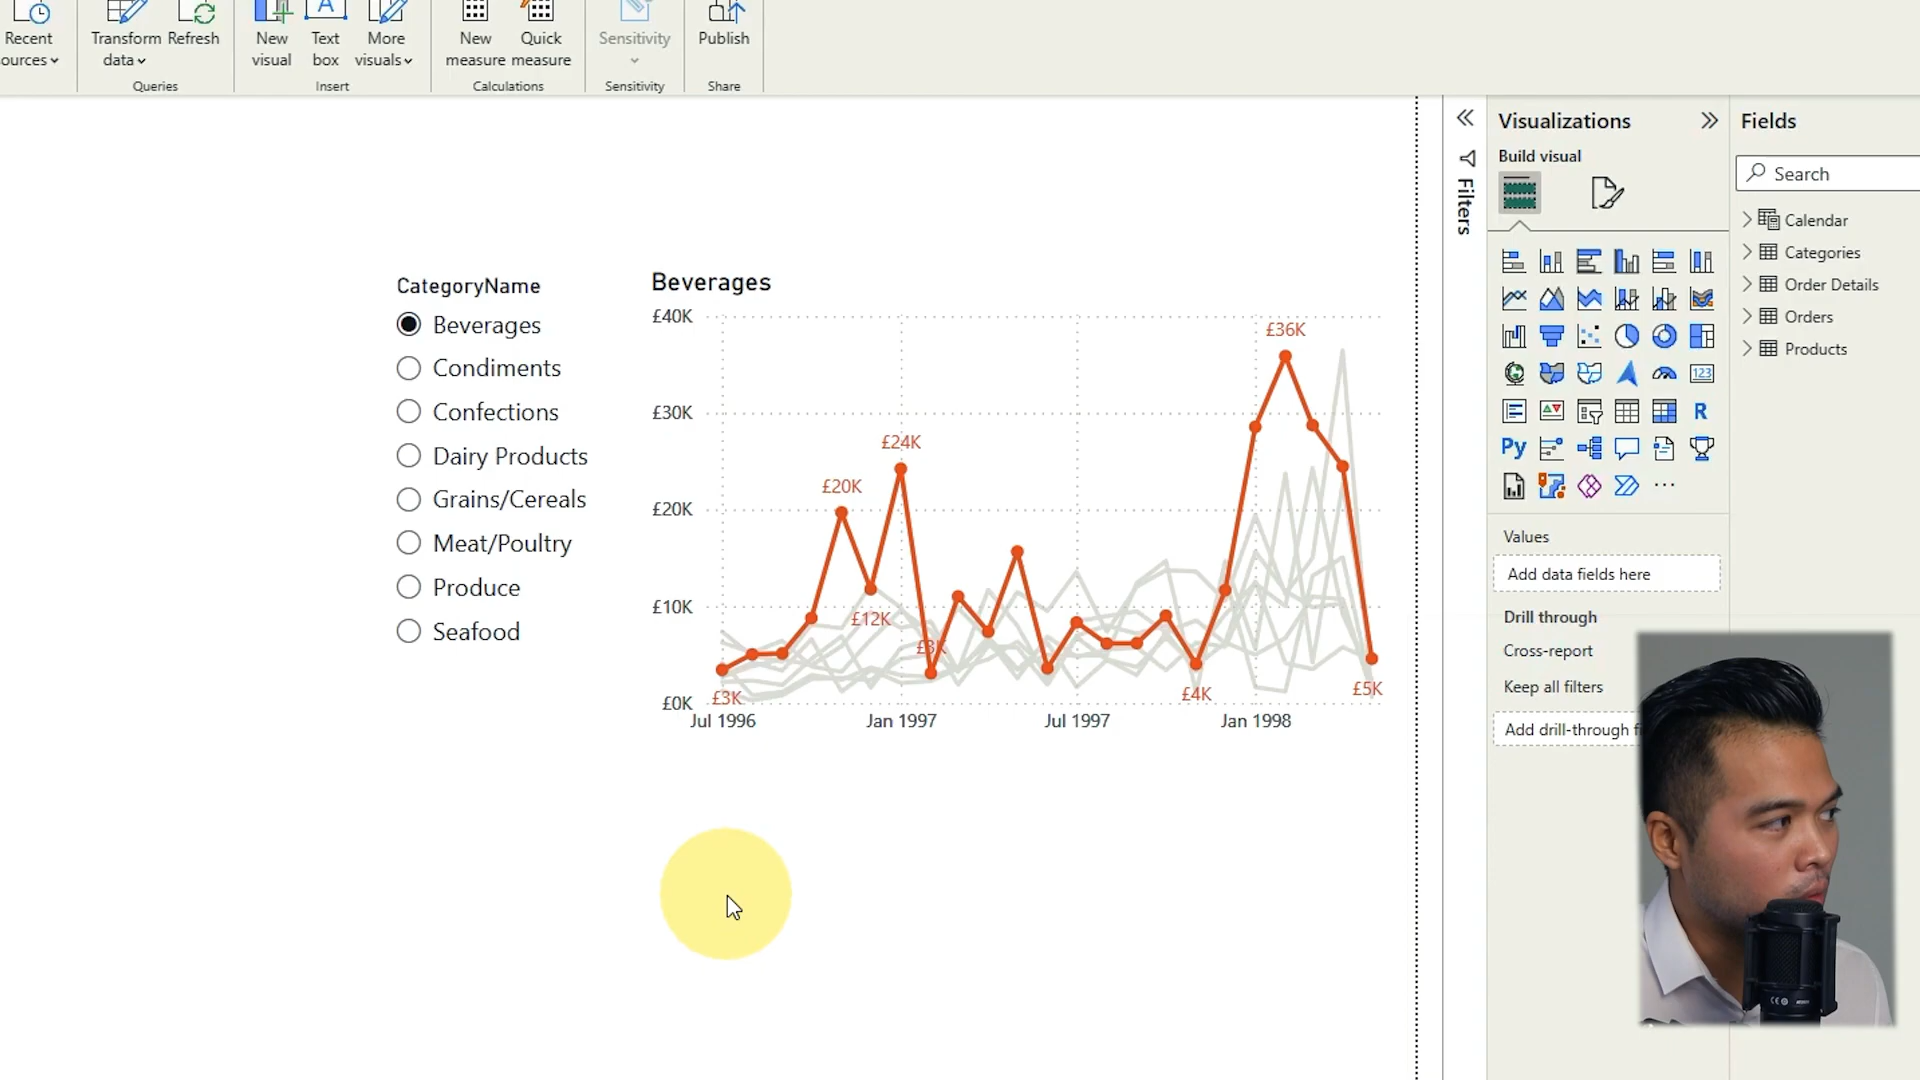 Recent
Transform
Refresh
New
Text
More
New
Quick
Sensitivity
Publish
ources
data
visual
box
visuals
measure
measure
Queries
Insert
Calculations
Sensitivity
Share
Visualizations
Fields
Build visual
Search
Filters
Calendar
Categories
Order Details
Orders
Products
123
R
Py
Values
Add data fields here
Drill through
Cross-report
Keep all filters
Add drill-through fi
CategoryName
Beverages
Condiments
Confections
Dairy Products
Grains/Cereals
Meat/Poultry
Produce
Seafood
Beverages
£40K
£30K
£20K
£10K
£0K
£36K
£24K
£20K
£12K
£3K
£3K
£4K
£5K
Jul 1996
Jan 1997
Jul 1997
Jan 1998